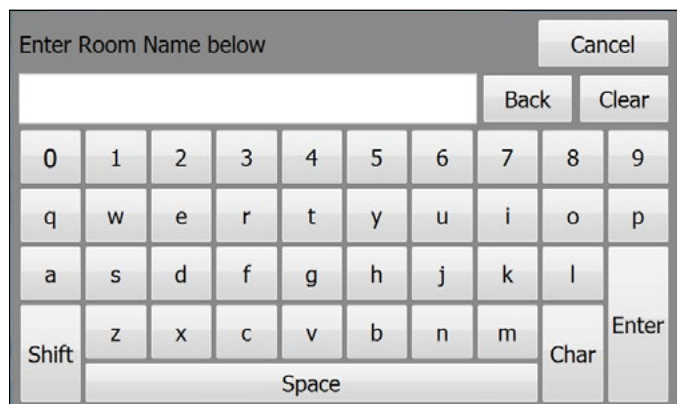 Enter Room Name below Cancel
Back Clear
0 1 2 3 4 5 6 7 8 9
q w e r t y u i o p
a s d f g h j k l
Shift z x c v b n m Char Enter
Space